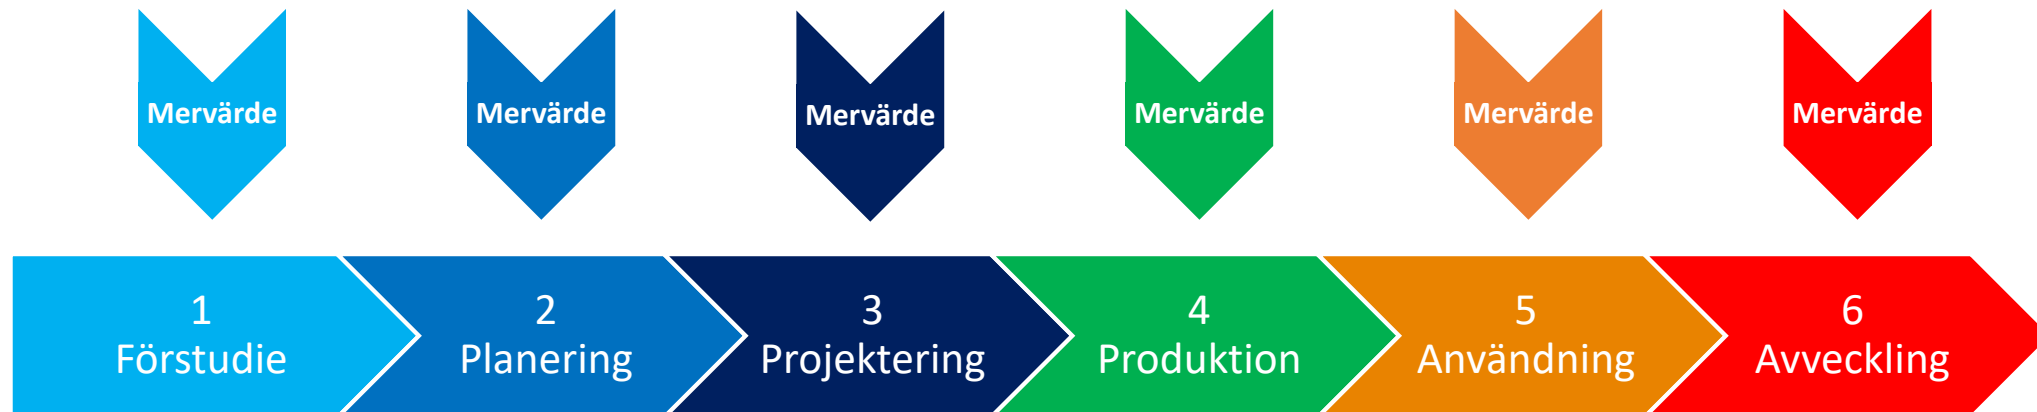 Mervärde
Mervärde
Mervärde
Mervärde
Mervärde
Mervärde
1
Förstudie
2
Planering
3
Projektering
4
Produktion
5
Användning
6
Avveckling